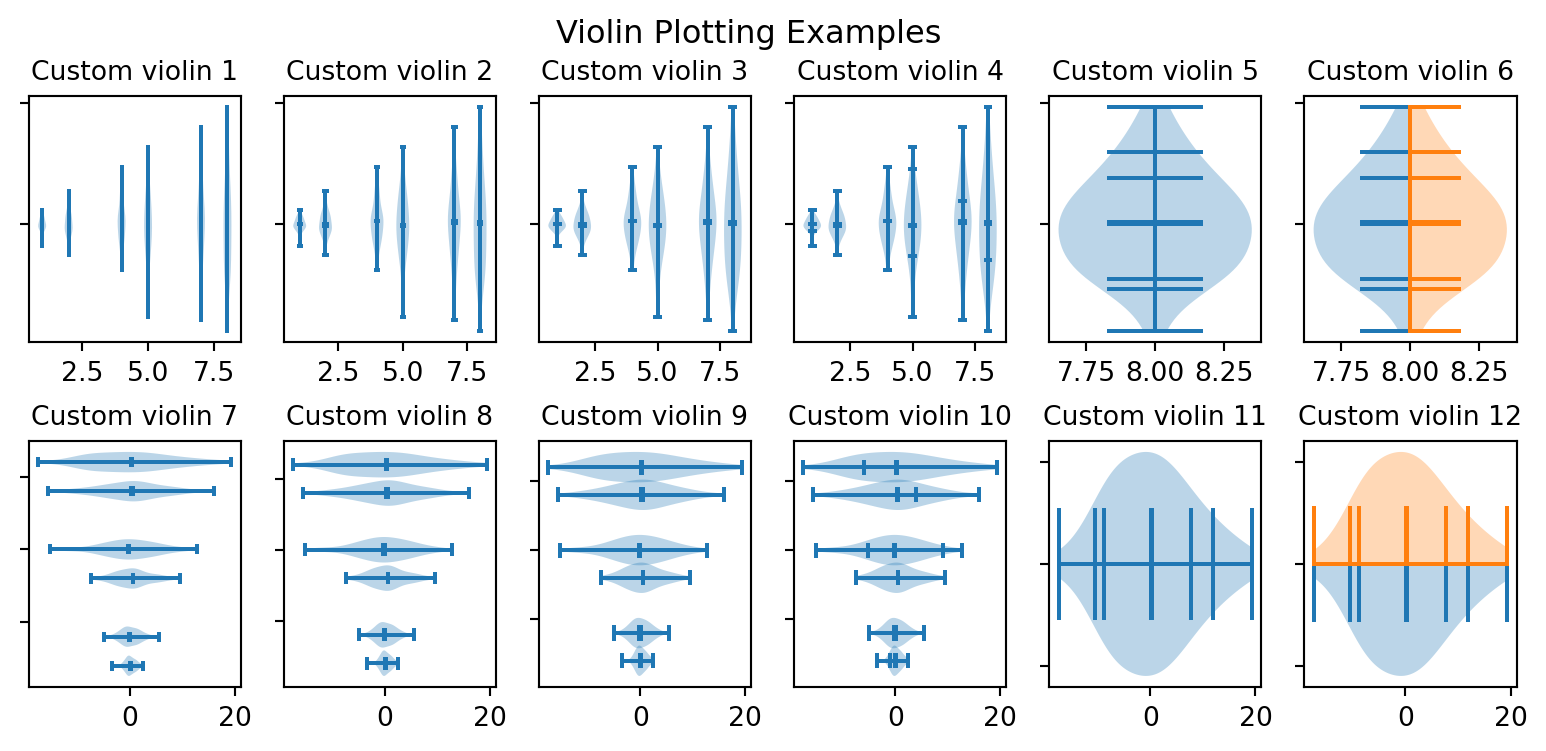 Violin Plotting Examples
Custom violin 1 Custom violin 2 Custom violin 3 Custom violin 4 Custom violin 5 Custom violin 6
2.5 5.0 7.5 2.5 5.0 7.5 2.5 5.0 7.5 2.5 5.0 7.5 7.75 8.00 8.25 7.75 8.00 8.25
Custom violin 7 Custom violin 8 Custom violin 9 Custom violin 10 Custom violin 11 Custom violin 12
0 20 0 20 0 20 0 20 0 20 0 20